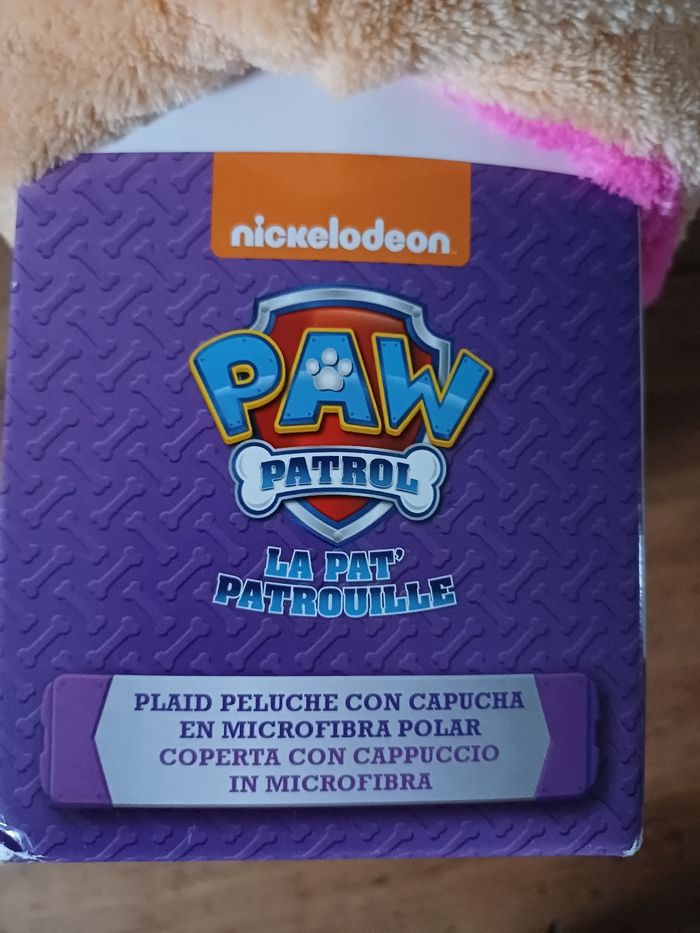 nickelodeon
PAW
PATROL
LA PAT'
PATROUILLE
PLAID PELUCHE CON CAPUCHA
EN MICROFIBRA POLAR
COPERTA CON CAPPUCCIO
IN MICROFIBRA